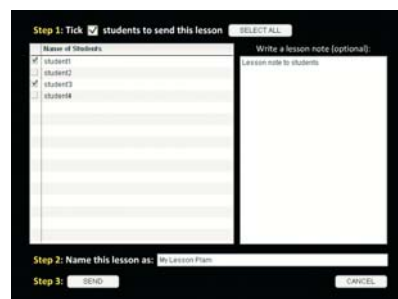 Step 1: Tick students to send this lesson SELECT ALL
Name of Students
Write a lesson note (optional):
student1
student2
student3
student4
Lesson note to students
Step 2: Name this lesson as: My Lesson Plam
Step 3: SEND
CANCEL